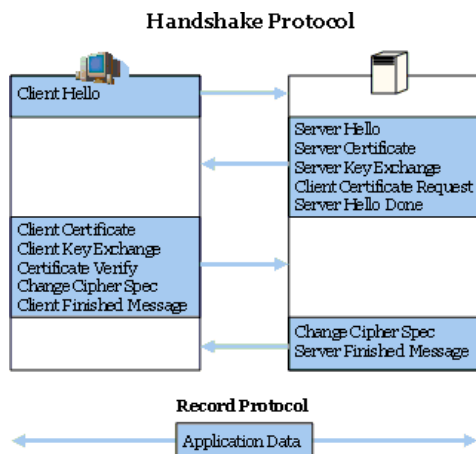 Handshake Protocol
Client Hello
Server Hello
Server Certificate
Server Key Exchange
Client Certificate Request
Server Hello Done
Client Certificate
Client Key Exchange
Certificate Verify
Change Cipher Spec
Client Finished Message
Change Cipher Spec
Server Finished Message
Record Protocol
Application Data